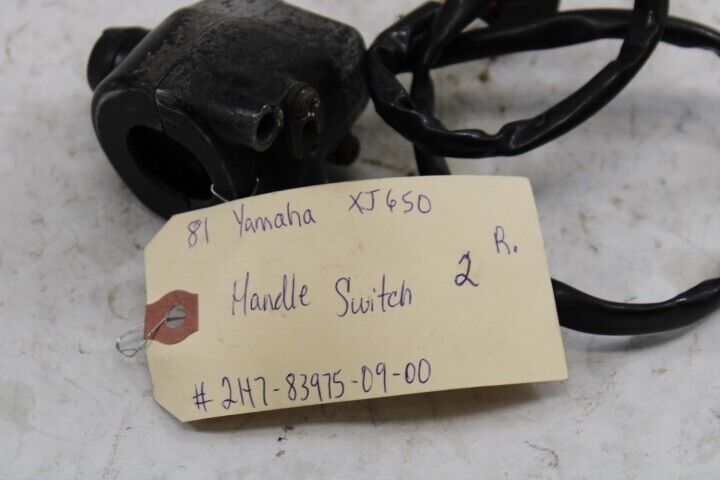 81 Yamaha XJ650
Handle Switch 2 R.
# 2H7-83975-09-00